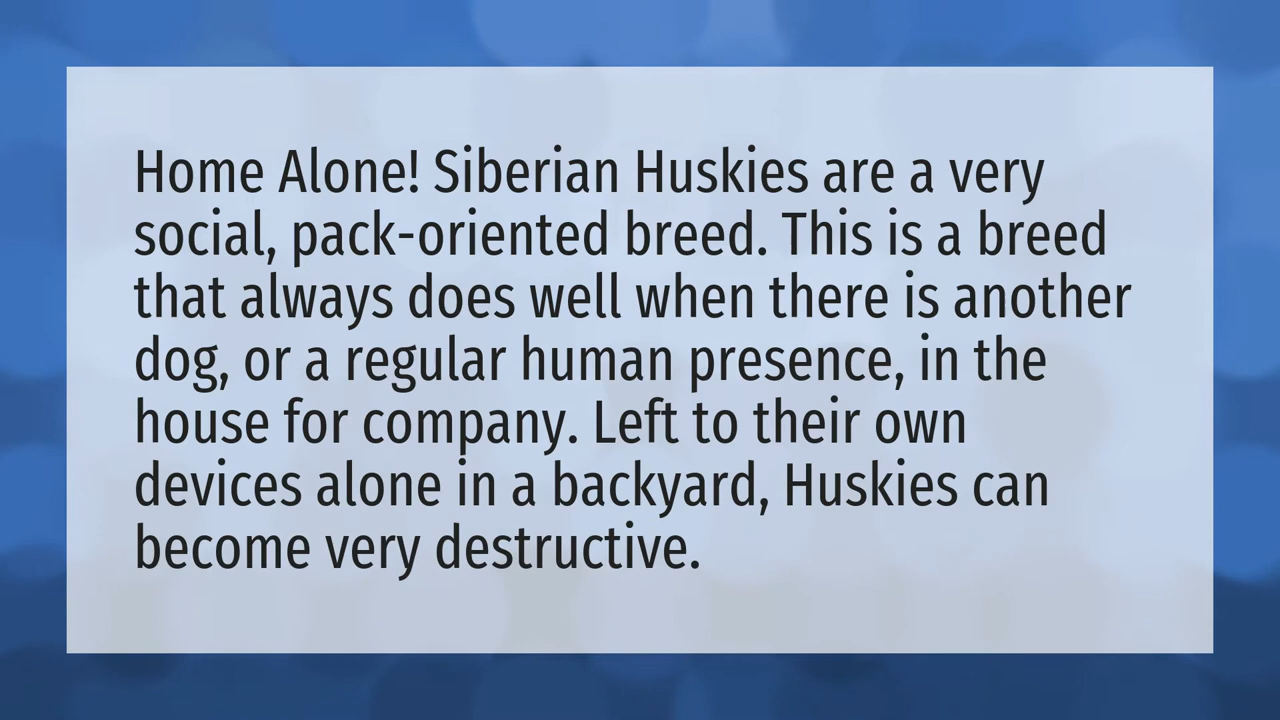 Home Alone! Siberian Huskies are a very
social, pack-oriented breed. This is a breed
that always does well when there is another
dog, or a regular human presence, in the
house for company. Left to their own
devices alone in a backyard, Huskies can
become very destructive.